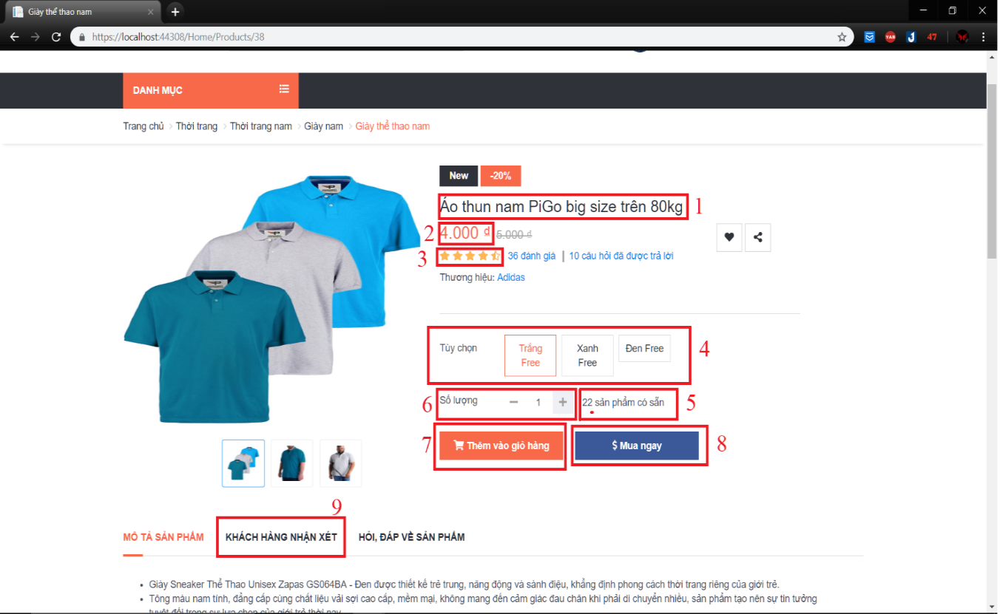 Giày thể thao nam
https://localhost:44308/Home/Products/38
47
DANH MỤC
Trang chủ > Thời trang > Thời trang nam > Giày nam > Giày thể thao nam
New -20%
Áo thun nam PiGo big size trên 80kg 1
2 4.000 ₫ 5.000 ₫
3 36 đánh giá | 10 câu hỏi đã được trả lời
Thương hiệu: Adidas
Tùy chọn Trắng Free Xanh Free Đen Free 4
6 Số lượng − 1 + 22 sản phẩm có sẵn 5
7 Thêm vào giỏ hàng $ Mua ngay 8
9
MÔ TẢ SẢN PHẨM KHÁCH HÀNG NHẬN XÉT HỎI, ĐÁP VỀ SẢN PHẨM
• Giày Sneaker Thể Thao Unisex Zapas GS064BA - Đen được thiết kế trẻ trung, năng động và sành điệu, khẳng định phong cách thời trang riêng của giới trẻ.
• Tông màu nam tính, đẳng cấp cùng chất liệu vải sợi cao cấp, mềm mại, không mang đến cảm giác đau chân khi phải di chuyển nhiều, sản phẩm tạo nên sự tin tưởng
tuyệt đối trong sự lựa chọn của giới trẻ thời nay